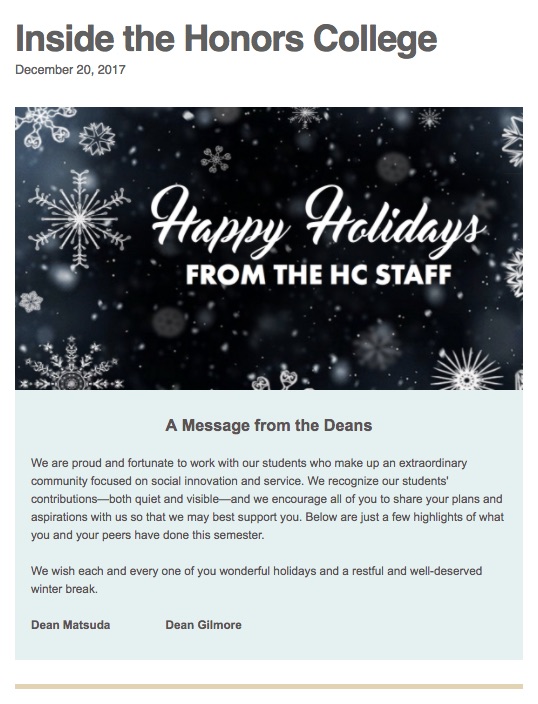 Inside the Honors College
December 20, 2017
Happy Holidays
FROM THE HC STAFF
A Message from the Deans
We are proud and fortunate to work with our students who make up an extraordinary
community focused on social innovation and service. We recognize our students'
contributions—both quiet and visible—and we encourage all of you to share your plans and
aspirations with us so that we may best support you. Below are just a few highlights of what
you and your peers have done this semester.
We wish each and every one of you wonderful holidays and a restful and well-deserved
winter break.
Dean Matsuda Dean Gilmore